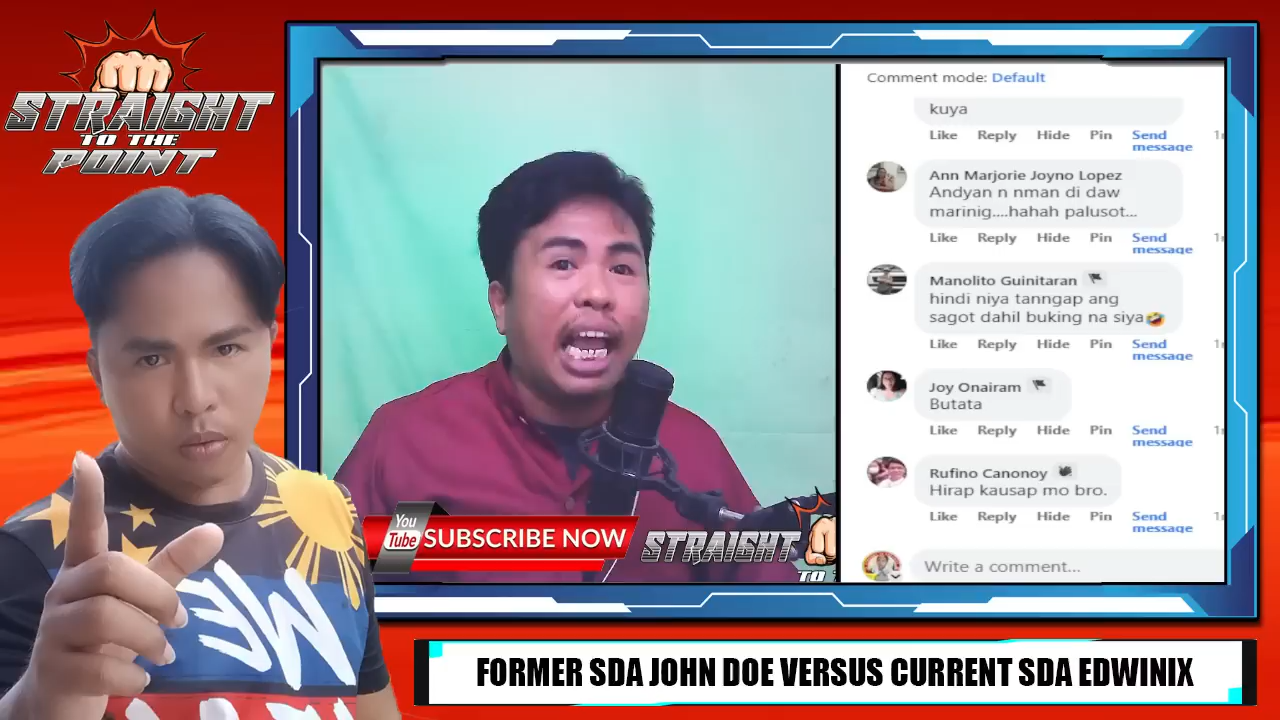 STRAIGHT
TO THE
POINT
Comment mode: Default
kuya
Like Reply Hide Pin Send message
Ann Marjorie Joyno Lopez
Andyan n nman di daw
marinig....hahah palusot...
Like Reply Hide Pin Send message
Manolito Guinitaran
hindi niya tanngap ang
sagot dahil buking na siya🤣
Like Reply Hide Pin Send message
Joy Onairam
Butata
Like Reply Hide Pin Send message
Rufino Canonoy
Hirap kausap mo bro.
Like Reply Hide Pin Send message
Write a comment...
You
Tube
SUBSCRIBE NOW
STRAIGHT
TO
ME
FORMER SDA JOHN DOE VERSUS CURRENT SDA EDWINIX